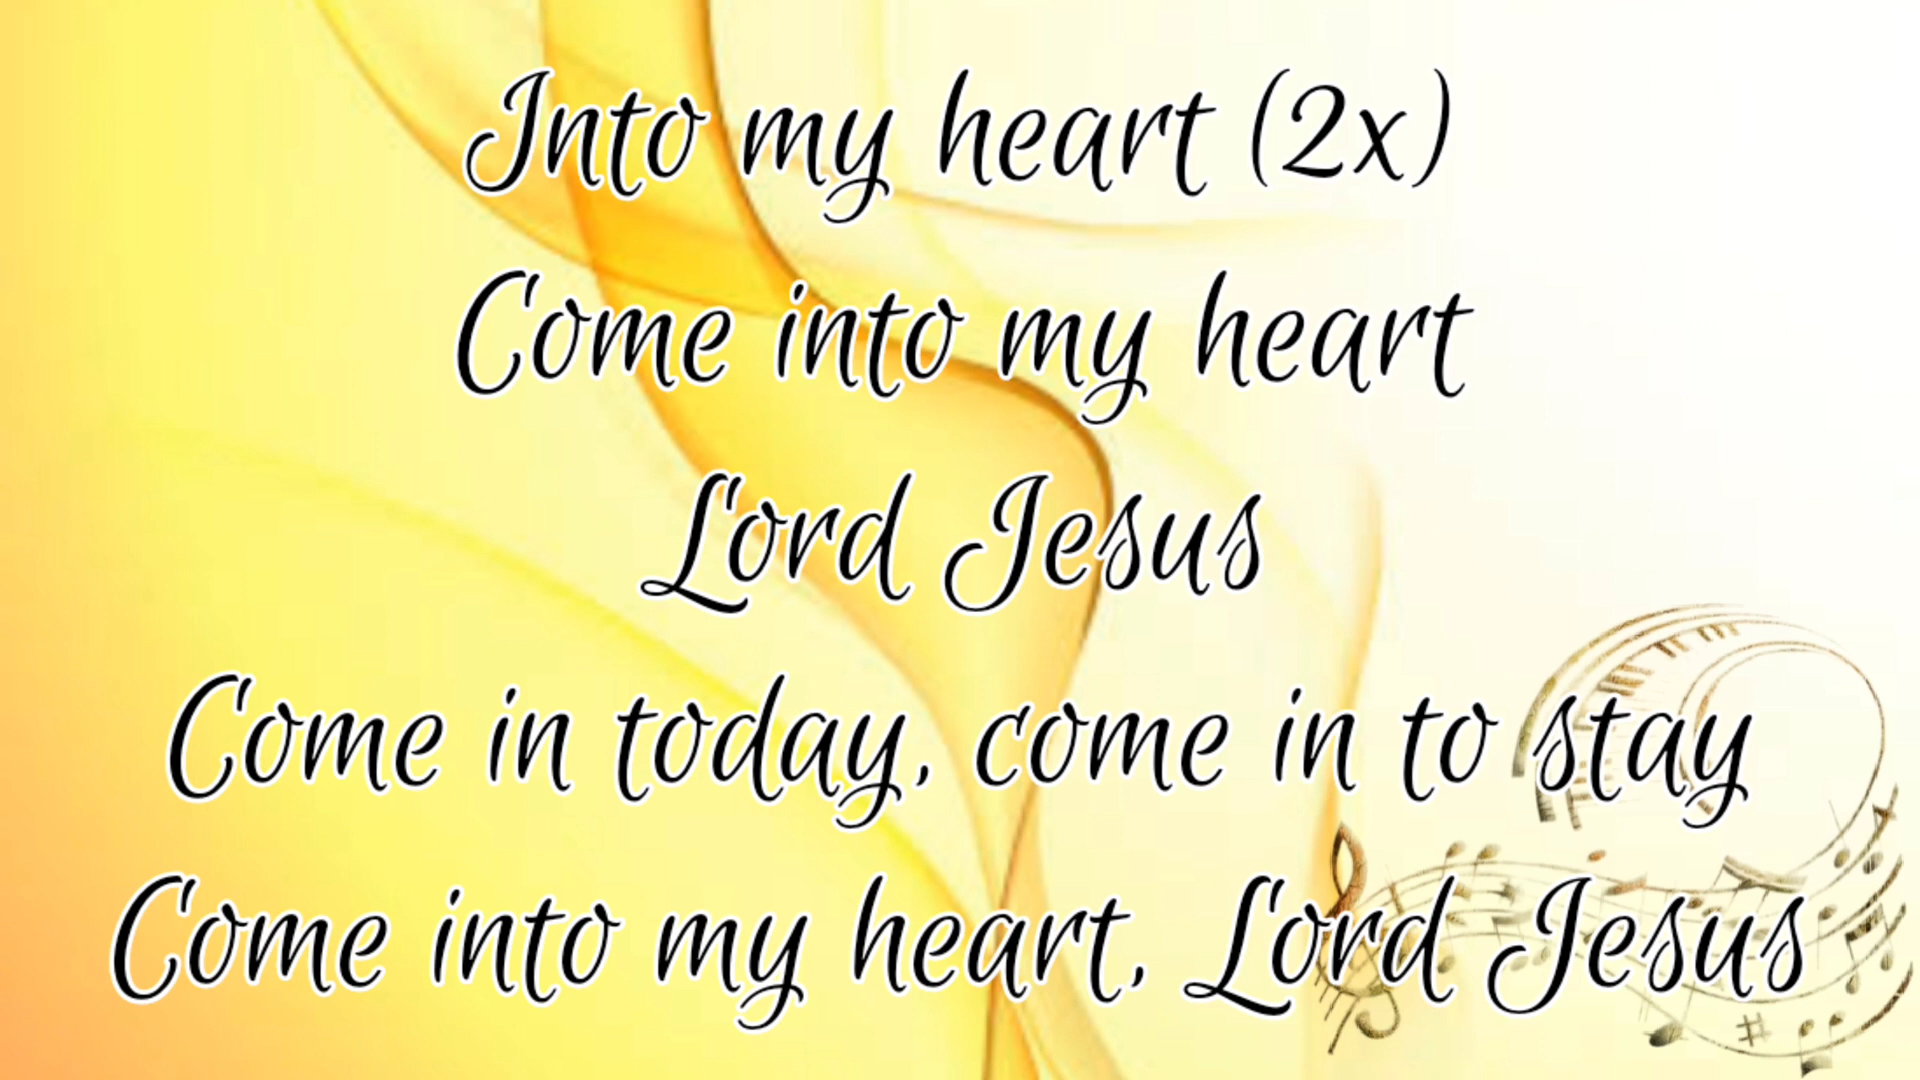 Into my heart (2x)
Come into my heart
Lord Jesus
Come in today, come in to stay
Come into my heart, Lord Jesus